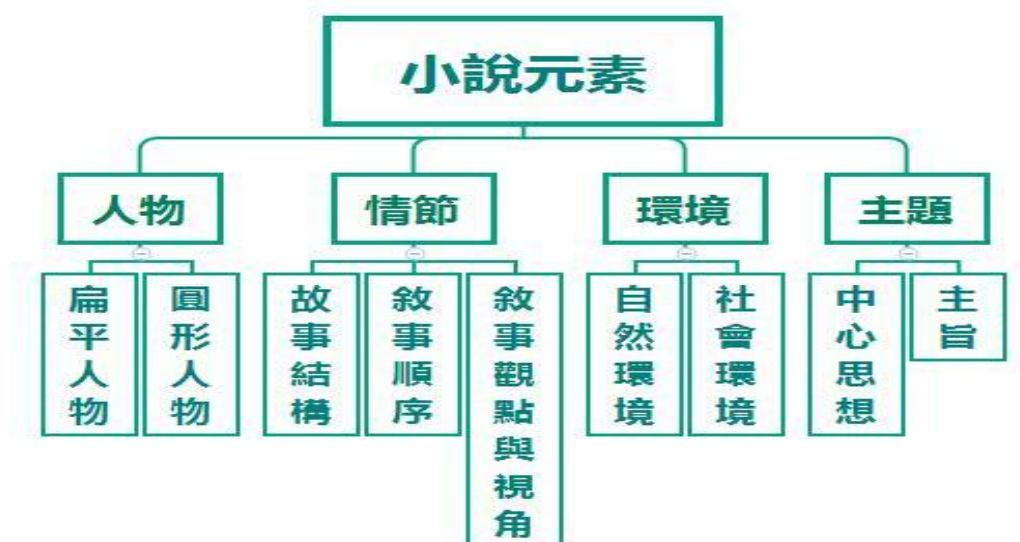 小說元素
人物
情節
環境
主題
扁平人物
圓形人物
故事結構
敘事順序
敘事觀點與視角
自然環境
社會環境
中心思想
主旨